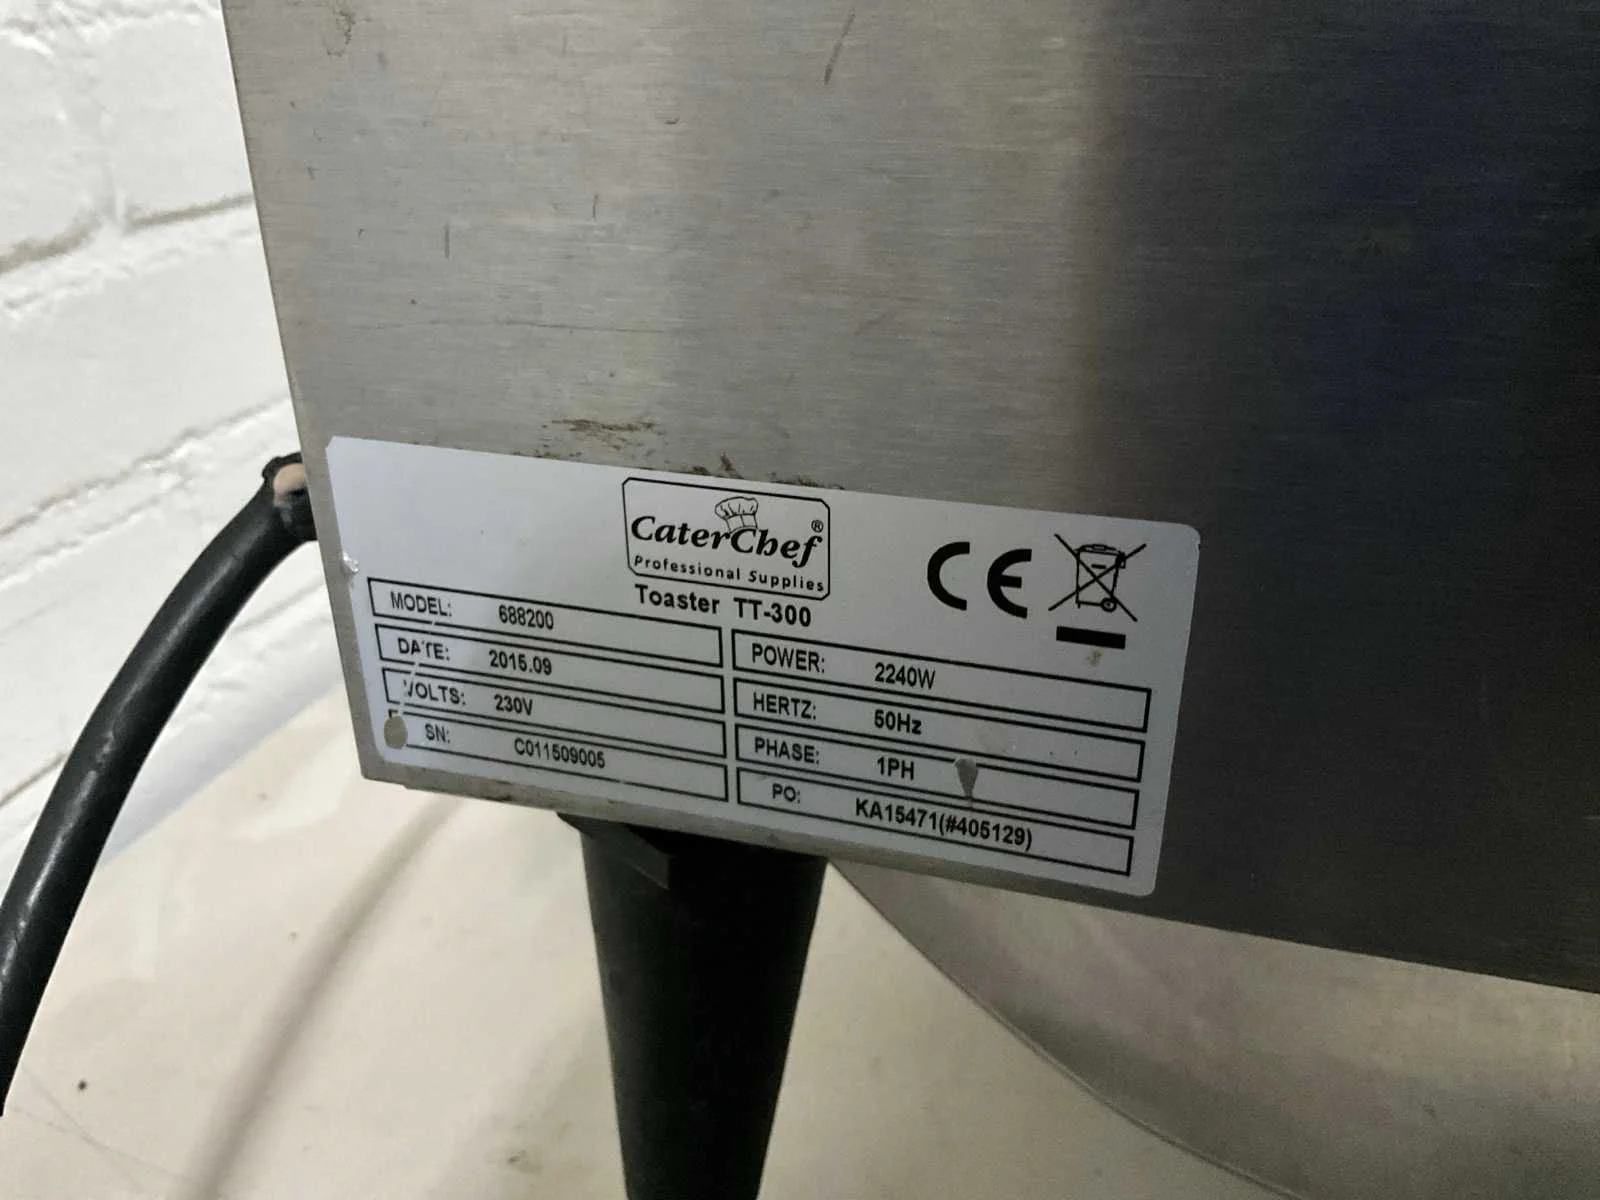 CaterChef®
Professional Supplies
Toaster TT-300
CE
MODEL: 688200
DATE: 2015.09
VOLTS: 230V
SN: C011509005
POWER: 2240W
HERTZ: 50Hz
PHASE: 1PH
PO: KA15471(#405129)